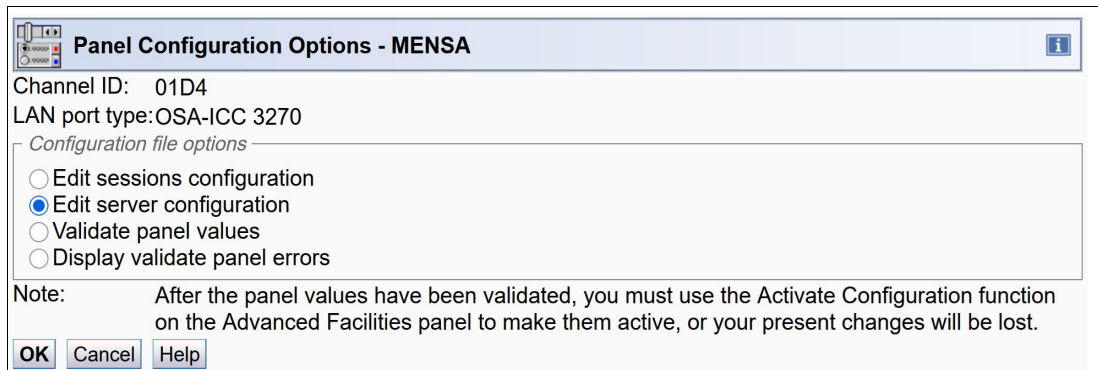 Panel Configuration Options - MENSA
i
Channel ID: 01D4
LAN port type: OSA-ICC 3270
Configuration file options
Edit sessions configuration
Edit server configuration
Validate panel values
Display validate panel errors
Note: After the panel values have been validated, you must use the Activate Configuration function
on the Advanced Facilities panel to make them active, or your present changes will be lost.
OK Cancel Help